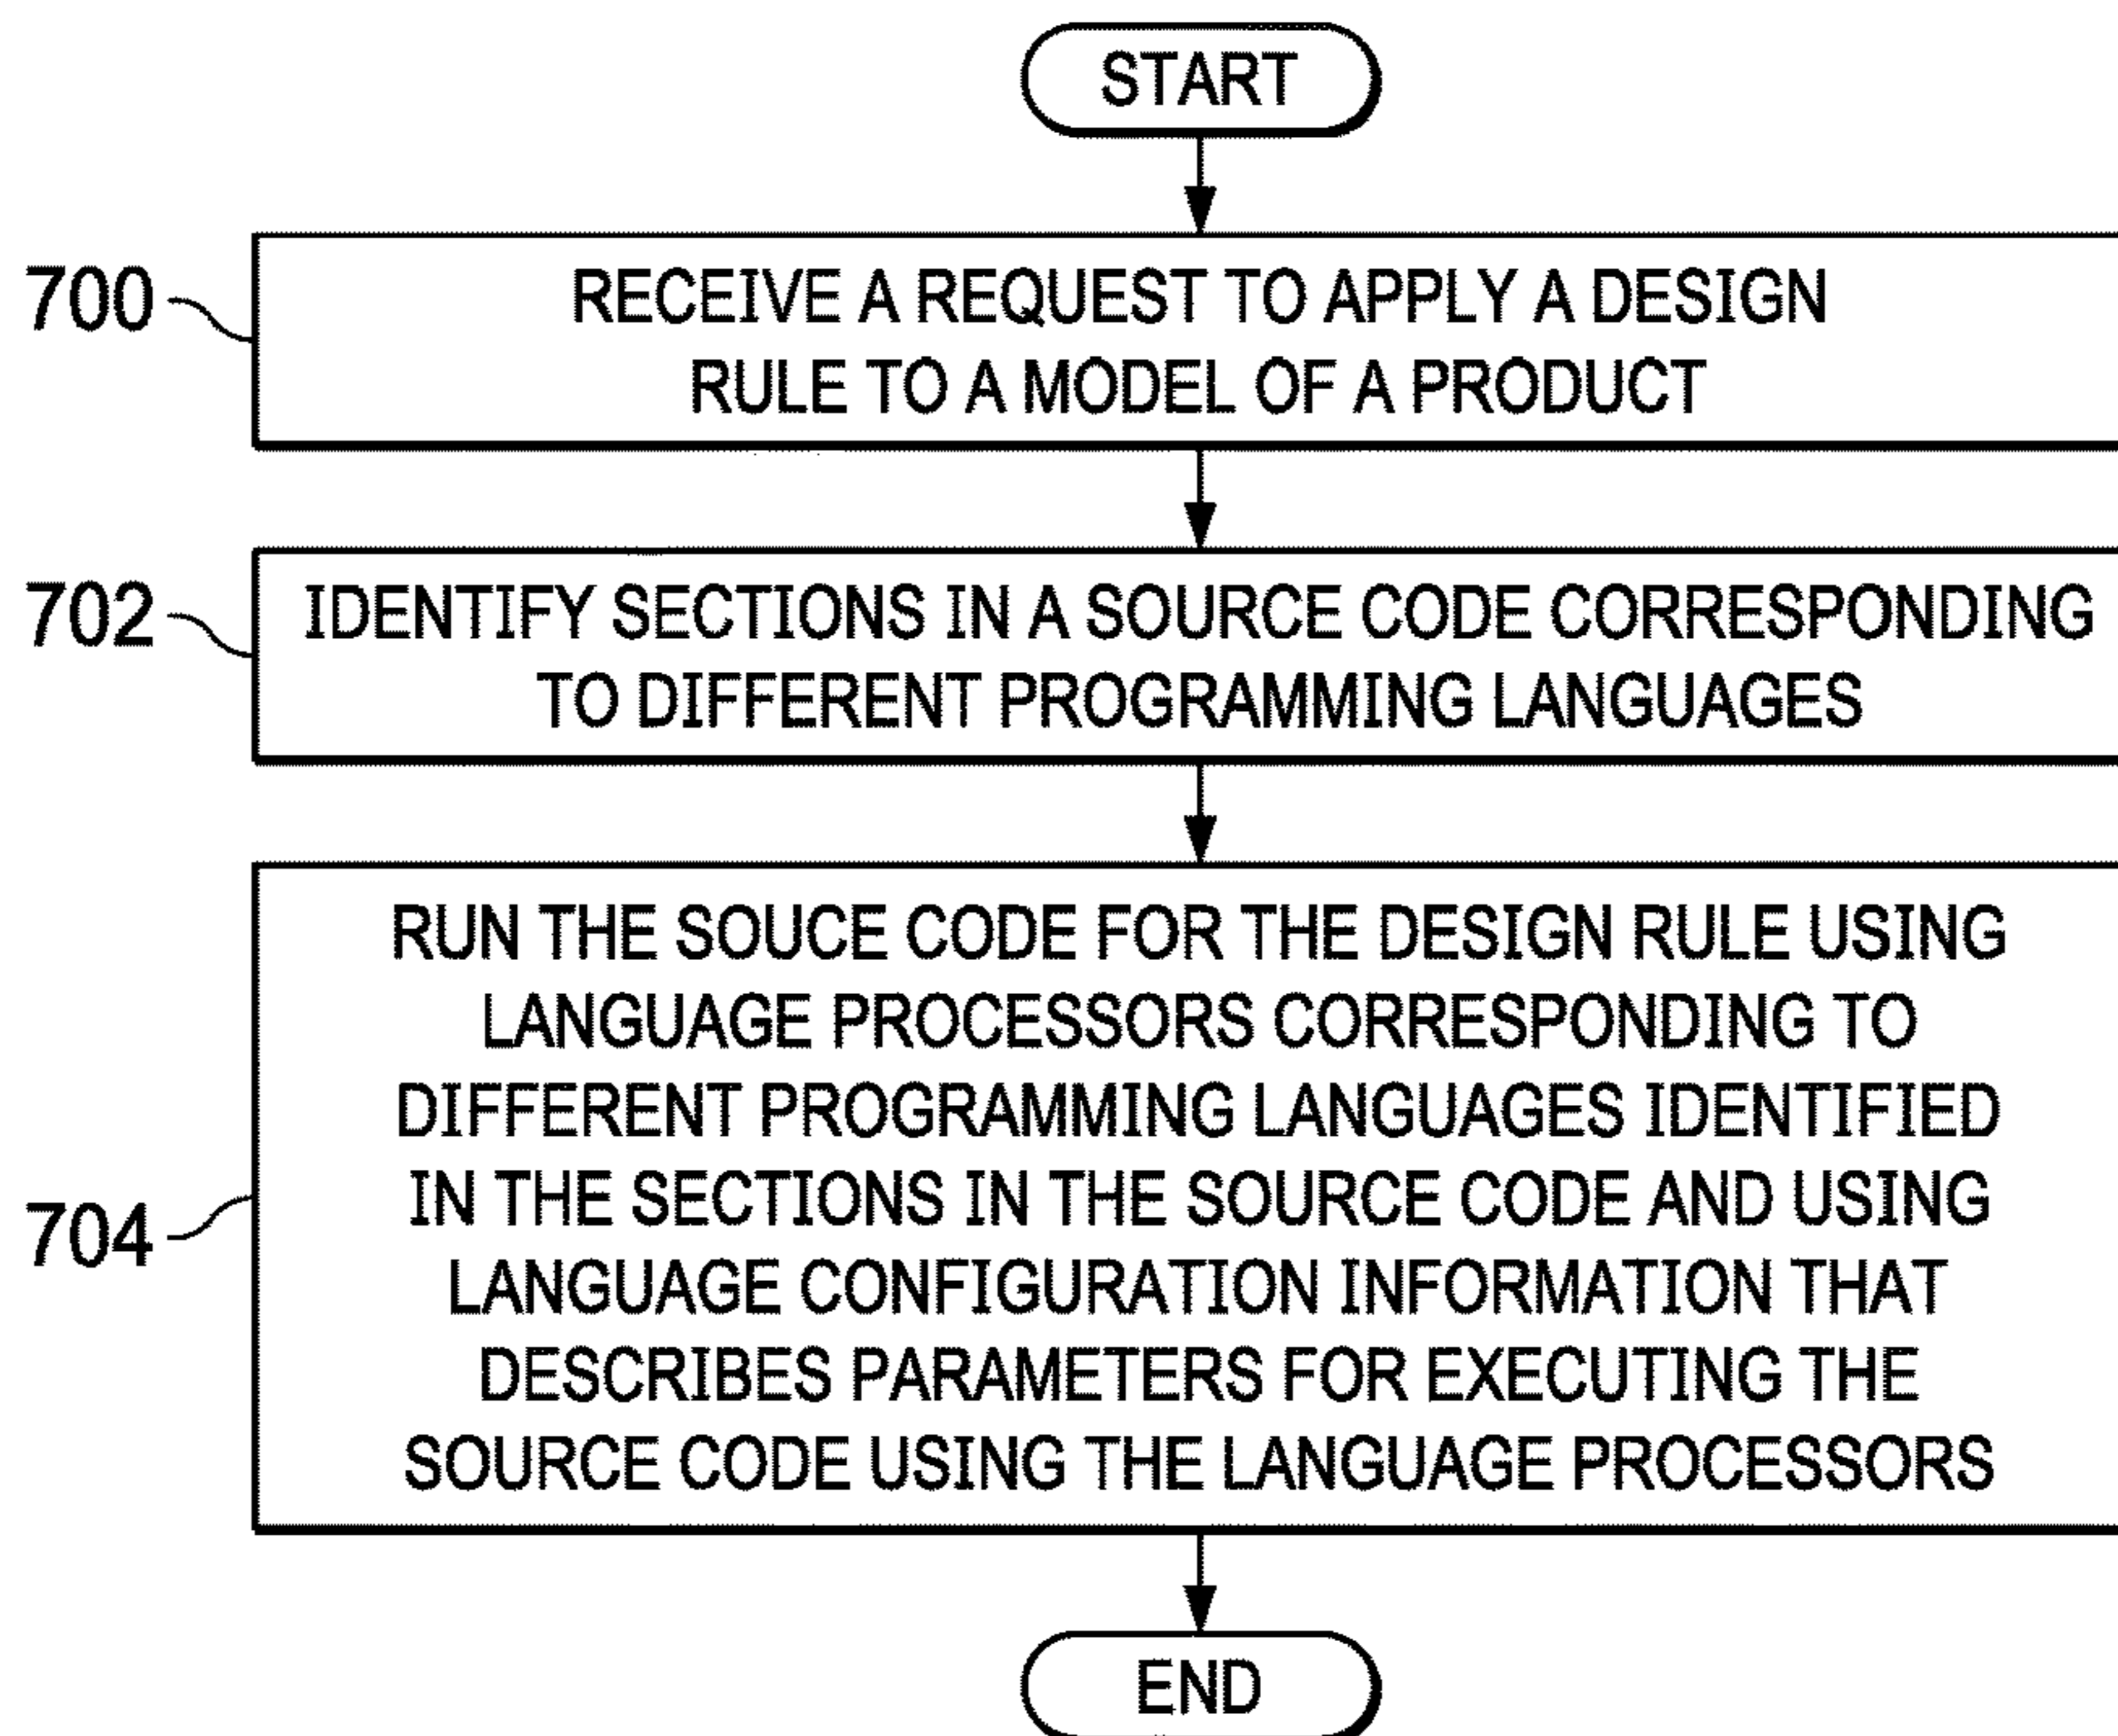 START
700
RECEIVE A REQUEST TO APPLY A DESIGN
RULE TO A MODEL OF A PRODUCT
702
IDENTIFY SECTIONS IN A SOURCE CODE CORRESPONDING
TO DIFFERENT PROGRAMMING LANGUAGES
704
RUN THE SOUCE CODE FOR THE DESIGN RULE USING
LANGUAGE PROCESSORS CORRESPONDING TO
DIFFERENT PROGRAMMING LANGUAGES IDENTIFIED
IN THE SECTIONS IN THE SOURCE CODE AND USING
LANGUAGE CONFIGURATION INFORMATION THAT
DESCRIBES PARAMETERS FOR EXECUTING THE
SOURCE CODE USING THE LANGUAGE PROCESSORS
END